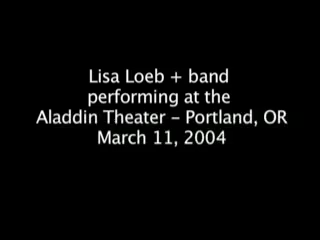 Lisa Loeb + band
performing at the
Aladdin Theater - Portland, OR
March 11, 2004